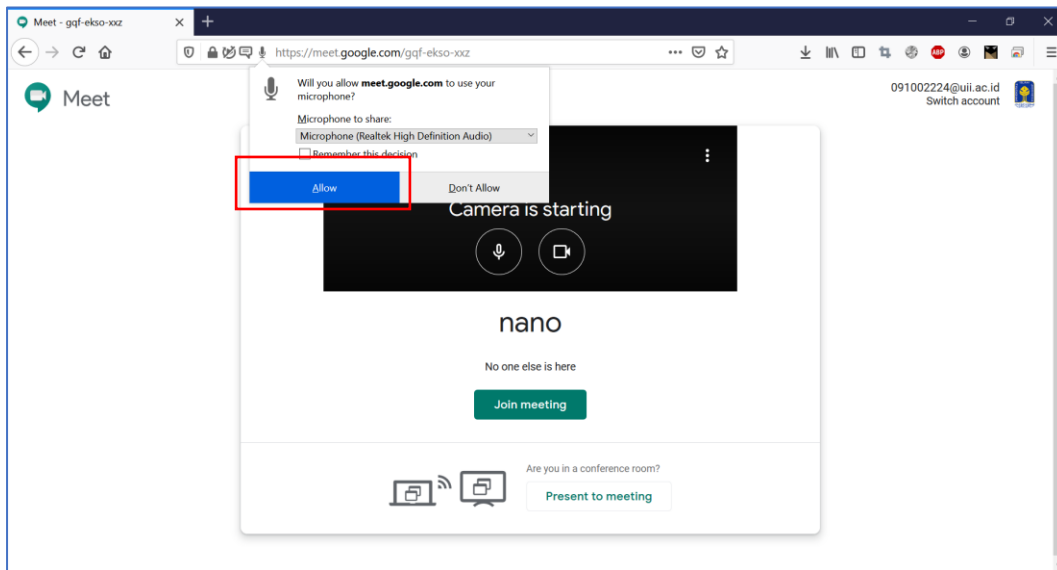 Meet - gqf-ekso-xxz
https://meet.google.com/gqf-ekso-xxz
ABP
Meet
091002224@uii.ac.id
Switch account
Will you allow meet.google.com to use your
microphone?
Microphone to share:
Microphone (Realtek High Definition Audio)
Remember this decision
Allow
Don't Allow
Camera is starting
nano
No one else is here
Join meeting
Are you in a conference room?
Present to meeting